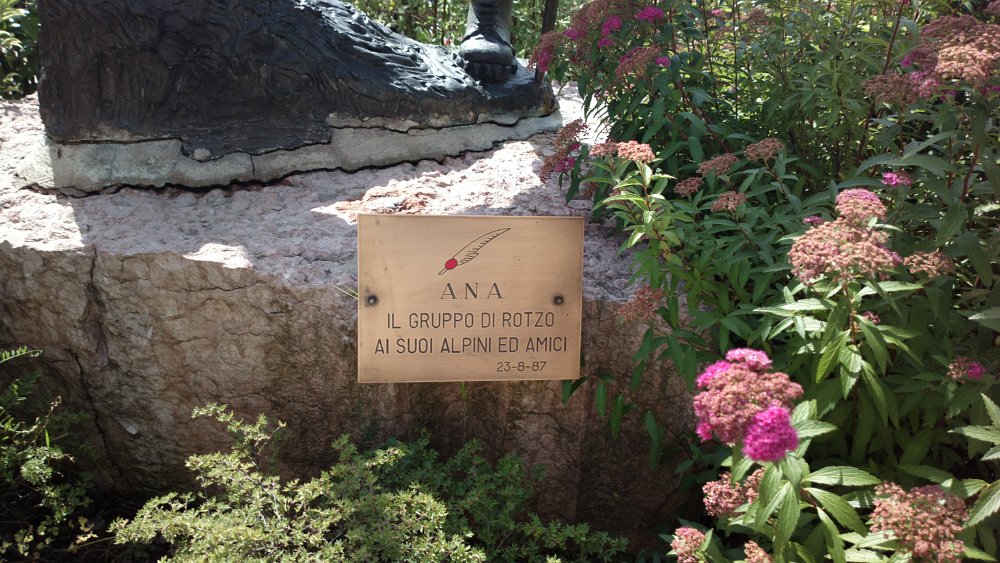 ANA
IL GRUPPO DI ROTZO
AI SUOI ALPINI ED AMICI
23-8-87